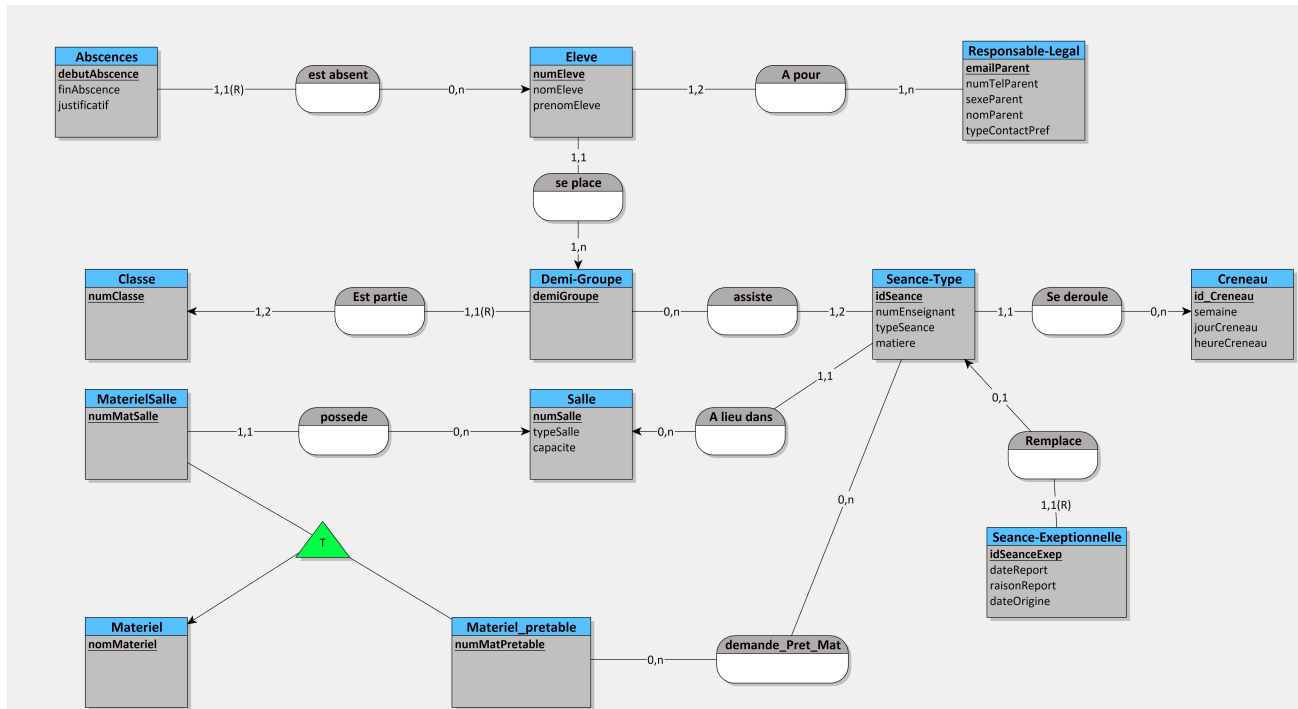 Abscences
debutAbscence
finAbscence
justificatif
1,1(R)
est absent
0,n
Eleve
numEleve
nomEleve
prenomEleve
1,2
A pour
1,n
Responsable-Legal
emailParent
numTelParent
sexeParent
nomParent
typeContactPref
1,1
se place
1,n
Classe
numClasse
1,2
Est partie
1,1(R)
Demi-Groupe
demiGroupe
0,n
assiste
1,2
Seance-Type
idSeance
numEnseignant
typeSeance
matiere
1,1
Se deroule
0,n
Creneau
id_Creneau
semaine
jourCreneau
heureCreneau
MaterielSalle
numMatSalle
1,1
possede
0,n
Salle
numSalle
typeSalle
capacite
0,n
A lieu dans
1,1
0,1
Remplace
1,1(R)
Seance-Exeptionnelle
idSeanceExep
dateReport
raisonReport
dateOrigine
T
Materiel
nomMateriel
Materiel_pretable
numMatPretable
0,n
demande_Pret_Mat
0,n